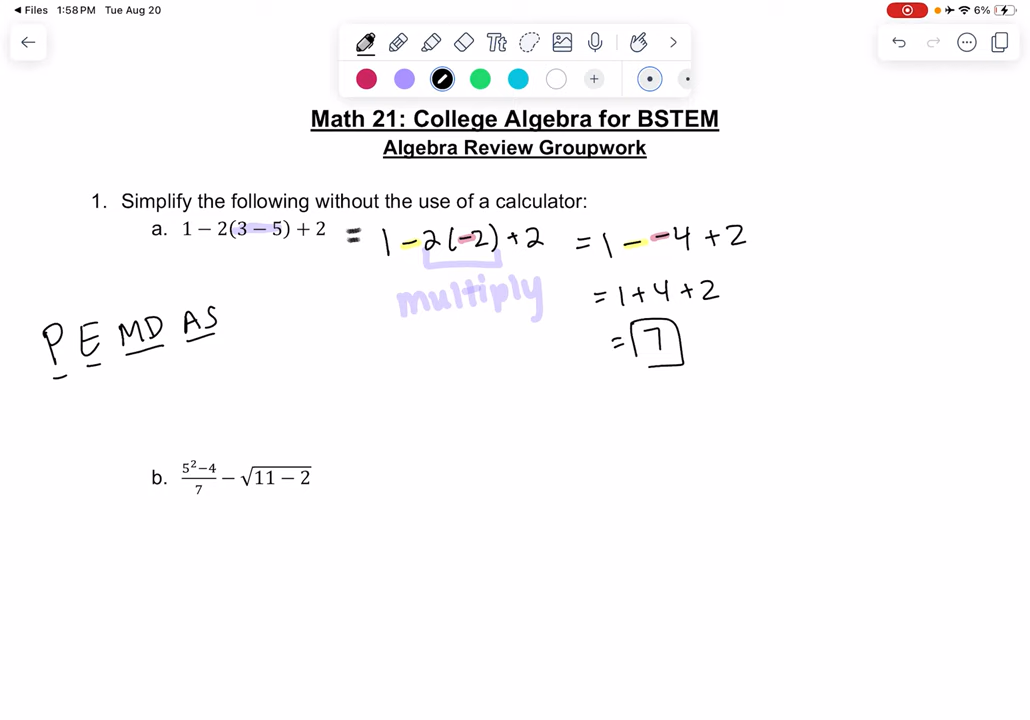 Files 1:58 PM Tue Aug 20 6%
Tt
Math 21: College Algebra for BSTEM
Algebra Review Groupwork
1. Simplify the following without the use of a calculator:
a. 1 − 2(3 − 5) + 2 = 1 - 2(-2) + 2 = 1 - -4 + 2
multiply
= 1 + 4 + 2
= 7
P E MD AS
b. (5² − 4)/7 − √(11 − 2)